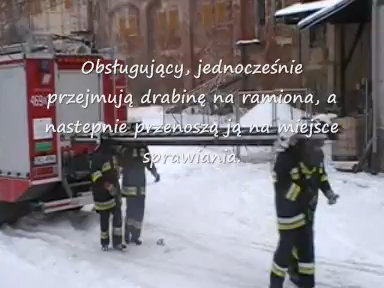 Obsługujący, jednocześnie
przejmują drabinę na ramiona, a
następnie przenoszą ją na miejsce
sprawiania.